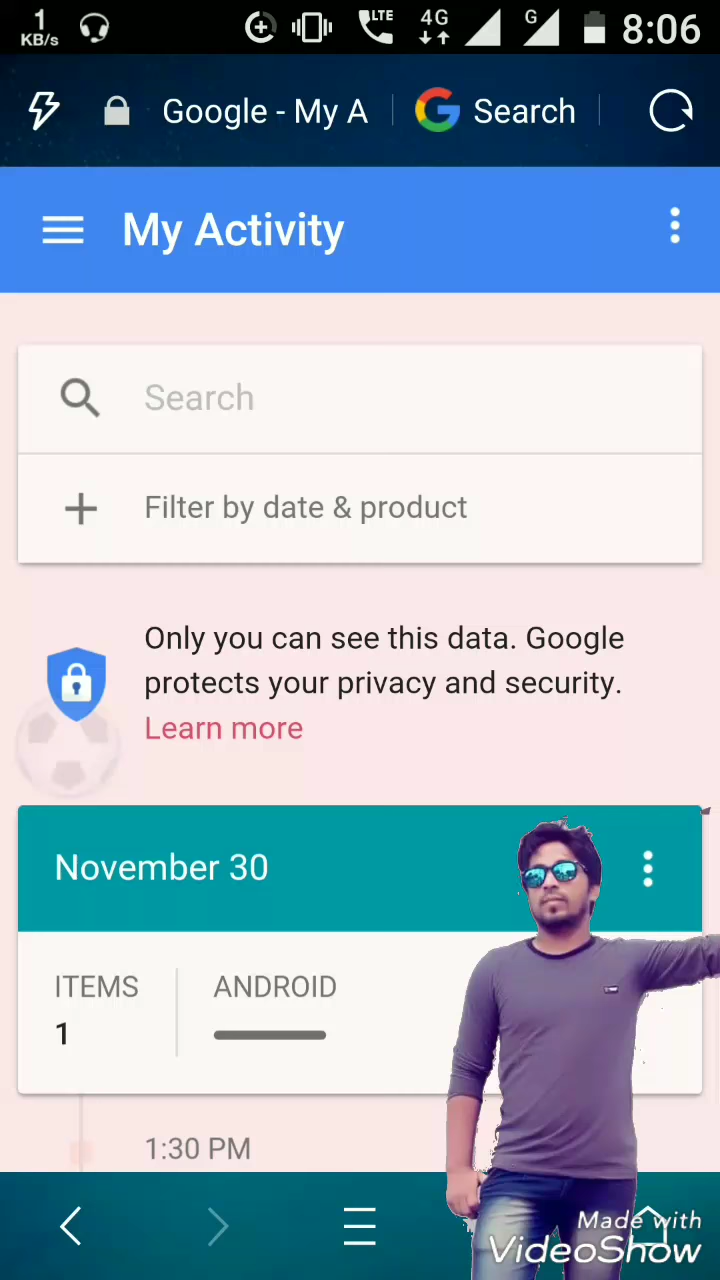 1
KB/s
LTE
4G
G
8:06
Google - My A
Search
My Activity
Search
Filter by date & product
Only you can see this data. Google
protects your privacy and security.
Learn more
November 30
ITEMS
ANDROID
1
1:30 PM
Made with
VideoShow